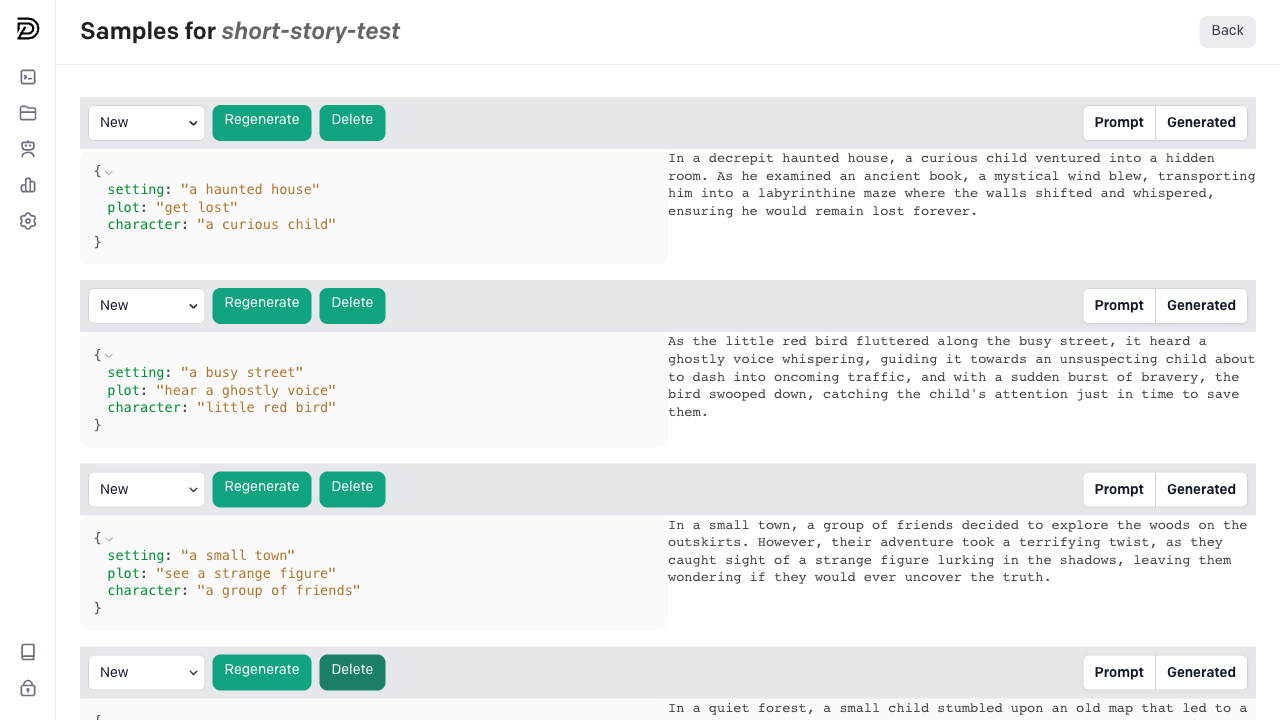 Samples for short-story-test
Back
New
Regenerate
Delete
Prompt
Generated
{
setting: "a haunted house"
plot: "get lost"
character: "a curious child"
}
In a decrepit haunted house, a curious child ventured into a hidden
room. As he examined an ancient book, a mystical wind blew, transporting
him into a labyrinthine maze where the walls shifted and whispered,
ensuring he would remain lost forever.
New
Regenerate
Delete
Prompt
Generated
{
setting: "a busy street"
plot: "hear a ghostly voice"
character: "little red bird"
}
As the little red bird fluttered along the busy street, it heard a
ghostly voice whispering, guiding it towards an unsuspecting child about
to dash into oncoming traffic, and with a sudden burst of bravery, the
bird swooped down, catching the child's attention just in time to save
them.
New
Regenerate
Delete
Prompt
Generated
{
setting: "a small town"
plot: "see a strange figure"
character: "a group of friends"
}
In a small town, a group of friends decided to explore the woods on the
outskirts. However, their adventure took a terrifying twist, as they
caught sight of a strange figure lurking in the shadows, leaving them
wondering if they would ever uncover the truth.
New
Regenerate
Delete
Prompt
Generated
{
In a quiet forest, a small child stumbled upon an old map that led to a